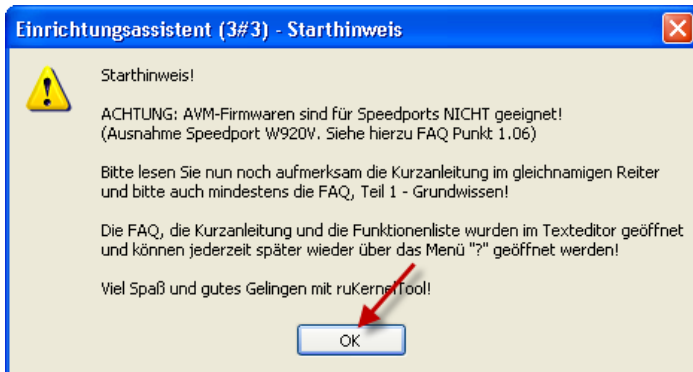 Einrichtungsassistent (3#3) - Starthinweis
Starthinweis!
ACHTUNG: AVM-Firmwaren sind für Speedports NICHT geeignet!
(Ausnahme Speedport W920V. Siehe hierzu FAQ Punkt 1.06)
Bitte lesen Sie nun noch aufmerksam die Kurzanleitung im gleichnamigen Reiter
und bitte auch mindestens die FAQ, Teil 1 - Grundwissen!
Die FAQ, die Kurzanleitung und die Funktionenliste wurden im Texteditor geöffnet
und können jederzeit später wieder über das Menü "?" geöffnet werden!
Viel Spaß und gutes Gelingen mit ruKernelTool!
OK